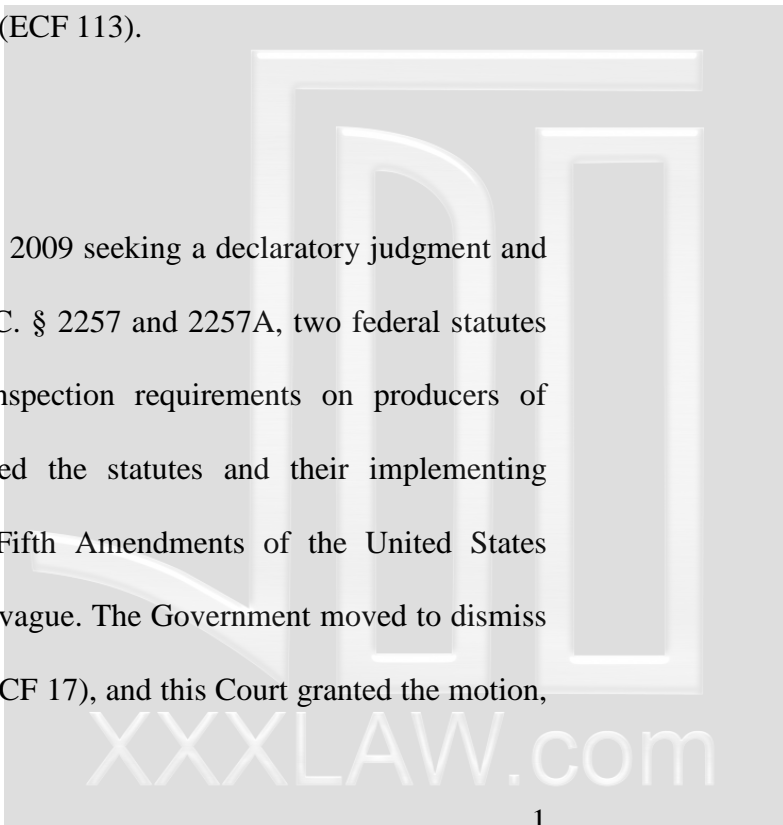 (ECF 113).
2009 seeking a declaratory judgment and
C. § 2257 and 2257A, two federal statutes
nspection requirements on producers of
ed the statutes and their implementing
Fifth Amendments of the United States
vague. The Government moved to dismiss
CF 17), and this Court granted the motion,
XXXLAW.com
1